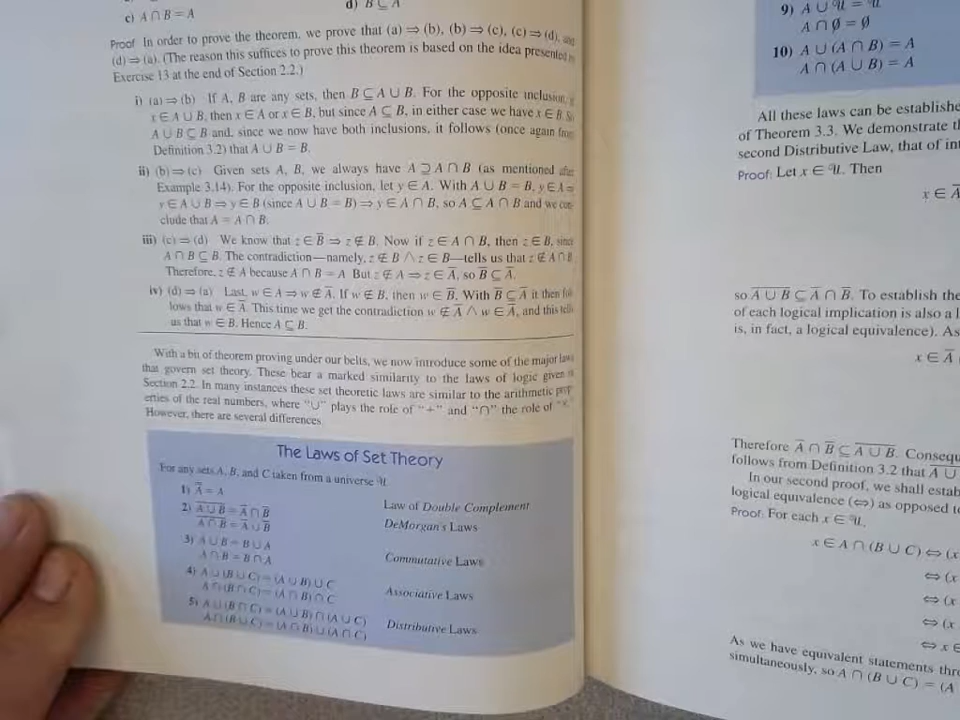 c) A ∩ B = A
d) B̅ ⊆ A̅
Proof: In order to prove the theorem, we prove that (a) ⇒ (b), (b) ⇒ (c), (c) ⇒ (d), and
(d) ⇒ (a). (The reason this suffices to prove this theorem is based on the idea presented in
Exercise 13 at the end of Section 2.2.)
i) (a) ⇒ (b) If A, B are any sets, then B ⊆ A ∪ B. For the opposite inclusion,
x ∈ A ∪ B, then x ∈ A or x ∈ B, but since A ⊆ B, in either case we have x ∈ B. So
A ∪ B ⊆ B and, since we now have both inclusions, it follows (once again from
Definition 3.2) that A ∪ B = B.
ii) (b) ⇒ (c) Given sets A, B, we always have A ⊇ A ∩ B (as mentioned after
Example 3.14). For the opposite inclusion, let y ∈ A. With A ∪ B = B, y ∈ A ⇒
y ∈ A ∪ B ⇒ y ∈ B (since A ∪ B = B) ⇒ y ∈ A ∩ B, so A ⊆ A ∩ B and we con-
clude that A = A ∩ B.
iii) (c) ⇒ (d) We know that z ∈ B̅ ⇒ z ∉ B. Now if z ∈ A ∩ B, then z ∈ B, since
A ∩ B ⊆ B. The contradiction—namely, z ∉ B ∧ z ∈ B—tells us that z ∉ A ∩ B.
Therefore, z ∉ A because A ∩ B = A. But z ∉ A ⇒ z ∈ A̅, so B̅ ⊆ A̅.
iv) (d) ⇒ (a) Last, w ∈ A ⇒ w ∉ A̅. If w ∉ B, then w ∈ B̅. With B̅ ⊆ A̅ it then fol-
lows that w ∈ A̅. This time we get the contradiction w ∉ A̅ ∧ w ∈ A̅, and this tells
us that w ∈ B. Hence A ⊆ B.
With a bit of theorem proving under our belts, we now introduce some of the major laws
that govern set theory. These bear a marked similarity to the laws of logic given in
Section 2.2. In many instances these set theoretic laws are similar to the arithmetic prop-
erties of the real numbers, where "∪" plays the role of "+" and "∩" the role of "×."
However, there are several differences.
The Laws of Set Theory
For any sets A, B, and C taken from a universe 𝒰
1) A̿ = A
Law of Double Complement
2) \overline{A ∪ B} = A̅ ∩ B̅
\overline{A ∩ B} = A̅ ∪ B̅
DeMorgan's Laws
3) A ∪ B = B ∪ A
A ∩ B = B ∩ A
Commutative Laws
4) A ∪ (B ∪ C) = (A ∪ B) ∪ C
A ∩ (B ∩ C) = (A ∩ B) ∩ C
Associative Laws
5) A ∪ (B ∩ C) = (A ∪ B) ∩ (A ∪ C)
A ∩ (B ∪ C) = (A ∩ B) ∪ (A ∩ C)
Distributive Laws
9) A ∪ 𝒰 = 𝒰
A ∩ ∅ = ∅
10) A ∪ (A ∩ B) = A
A ∩ (A ∪ B) = A
All these laws can be establishe
of Theorem 3.3. We demonstrate th
second Distributive Law, that of int
Proof: Let x ∈ 𝒰. Then
x ∈
so \overline{A ∪ B} ⊆ A̅ ∩ B̅. To establish the
of each logical implication is also a l
is, in fact, a logical equivalence). As
x ∈ A̅
Therefore A̅ ∩ B̅ ⊆ \overline{A ∪ B}. Consequ
follows from Definition 3.2 that A ∪
In our second proof, we shall estab
logical equivalence (⇔) as opposed to
Proof: For each x ∈ 𝒰,
x ∈ A ∩ (B ∪ C) ⇔ (x
⇔ (x
⇔ (x
⇔ (x
⇔ x ∈
As we have equivalent statements thro
simultaneously, so A ∩ (B ∪ C) = (A